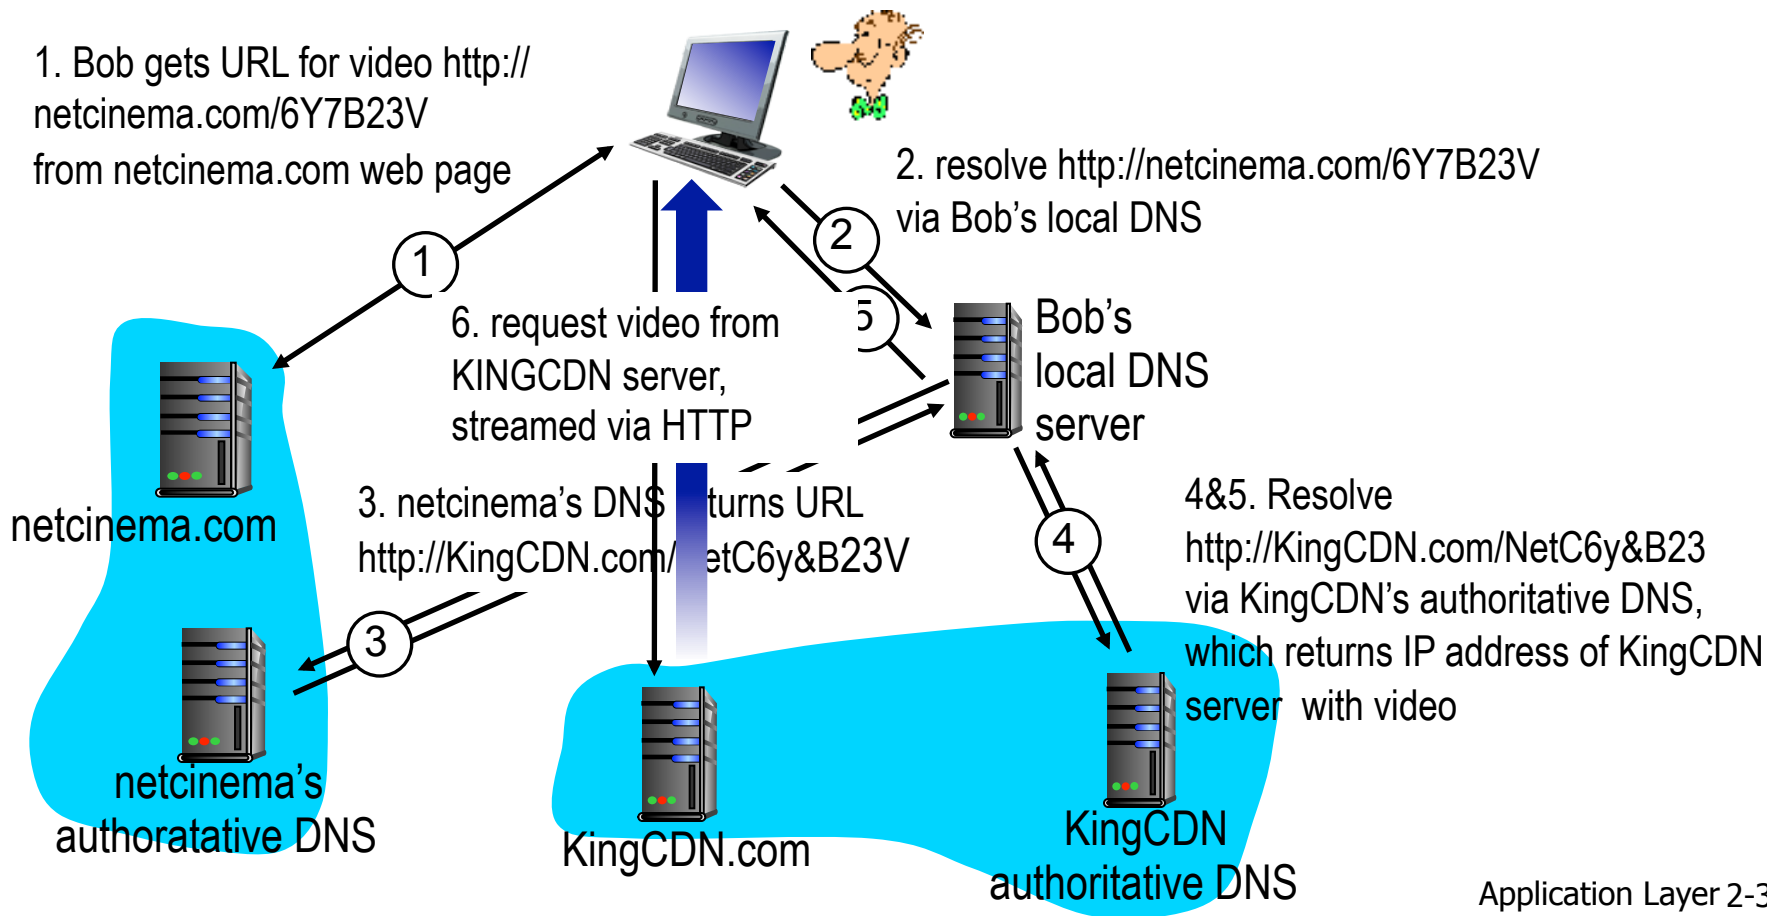 1. Bob gets URL for video http://
netcinema.com/6Y7B23V
from netcinema.com web page
2. resolve http://netcinema.com/6Y7B23V
via Bob's local DNS
1
2
5
6. request video from
KINGCDN server,
streamed via HTTP
Bob's
local DNS
server
netcinema.com
3. netcinema's DNS turns URL
http://KingCDN.com/ etC6y&B23V
4
4&5. Resolve
http://KingCDN.com/NetC6y&B23
via KingCDN's authoritative DNS,
which returns IP address of KingCDN
server with video
3
netcinema's
authoratative DNS
KingCDN.com
KingCDN
authoritative DNS
Application Layer 2-3